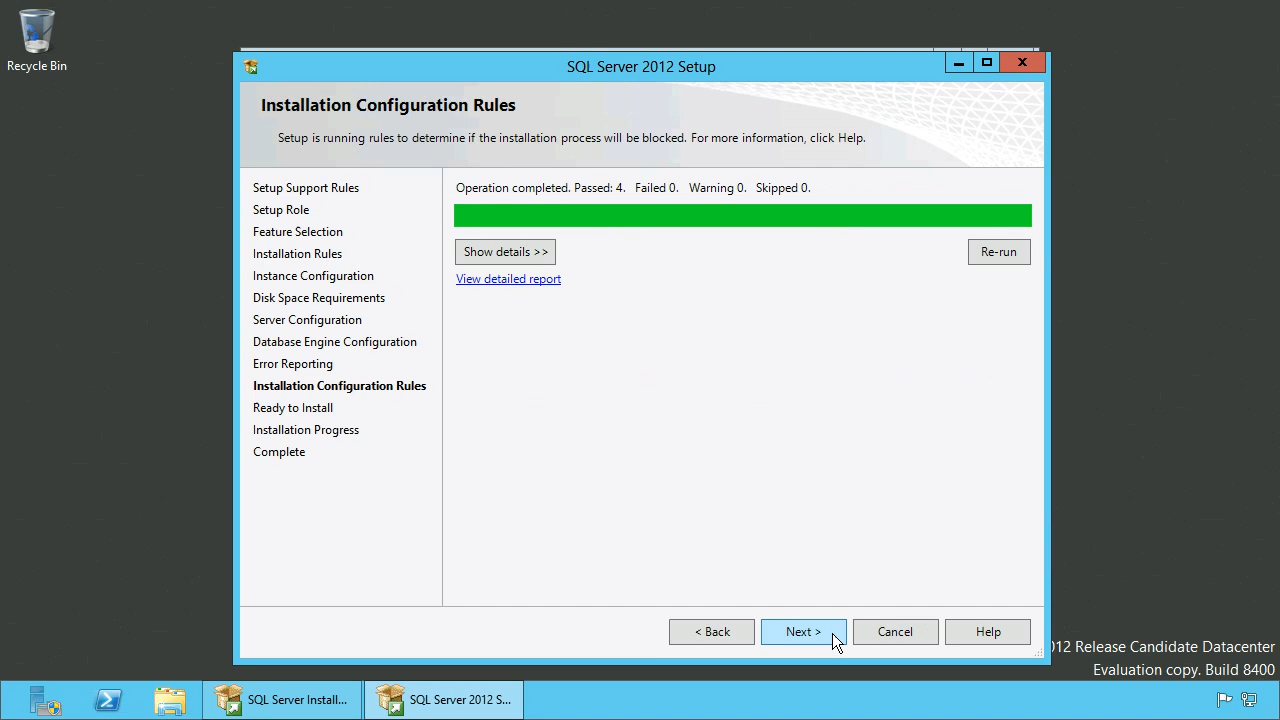 Recycle Bin
SQL Server 2012 Setup
Installation Configuration Rules
Setup is running rules to determine if the installation process will be blocked. For more information, click Help.
Setup Support Rules
Setup Role
Feature Selection
Installation Rules
Instance Configuration
Disk Space Requirements
Server Configuration
Database Engine Configuration
Error Reporting
Installation Configuration Rules
Ready to Install
Installation Progress
Complete
Operation completed. Passed: 4. Failed 0. Warning 0. Skipped 0.
Show details >>
Re-run
View detailed report
< Back
Next >
Cancel
Help
012 Release Candidate Datacenter
Evaluation copy. Build 8400
SQL Server Install...
SQL Server 2012 S...